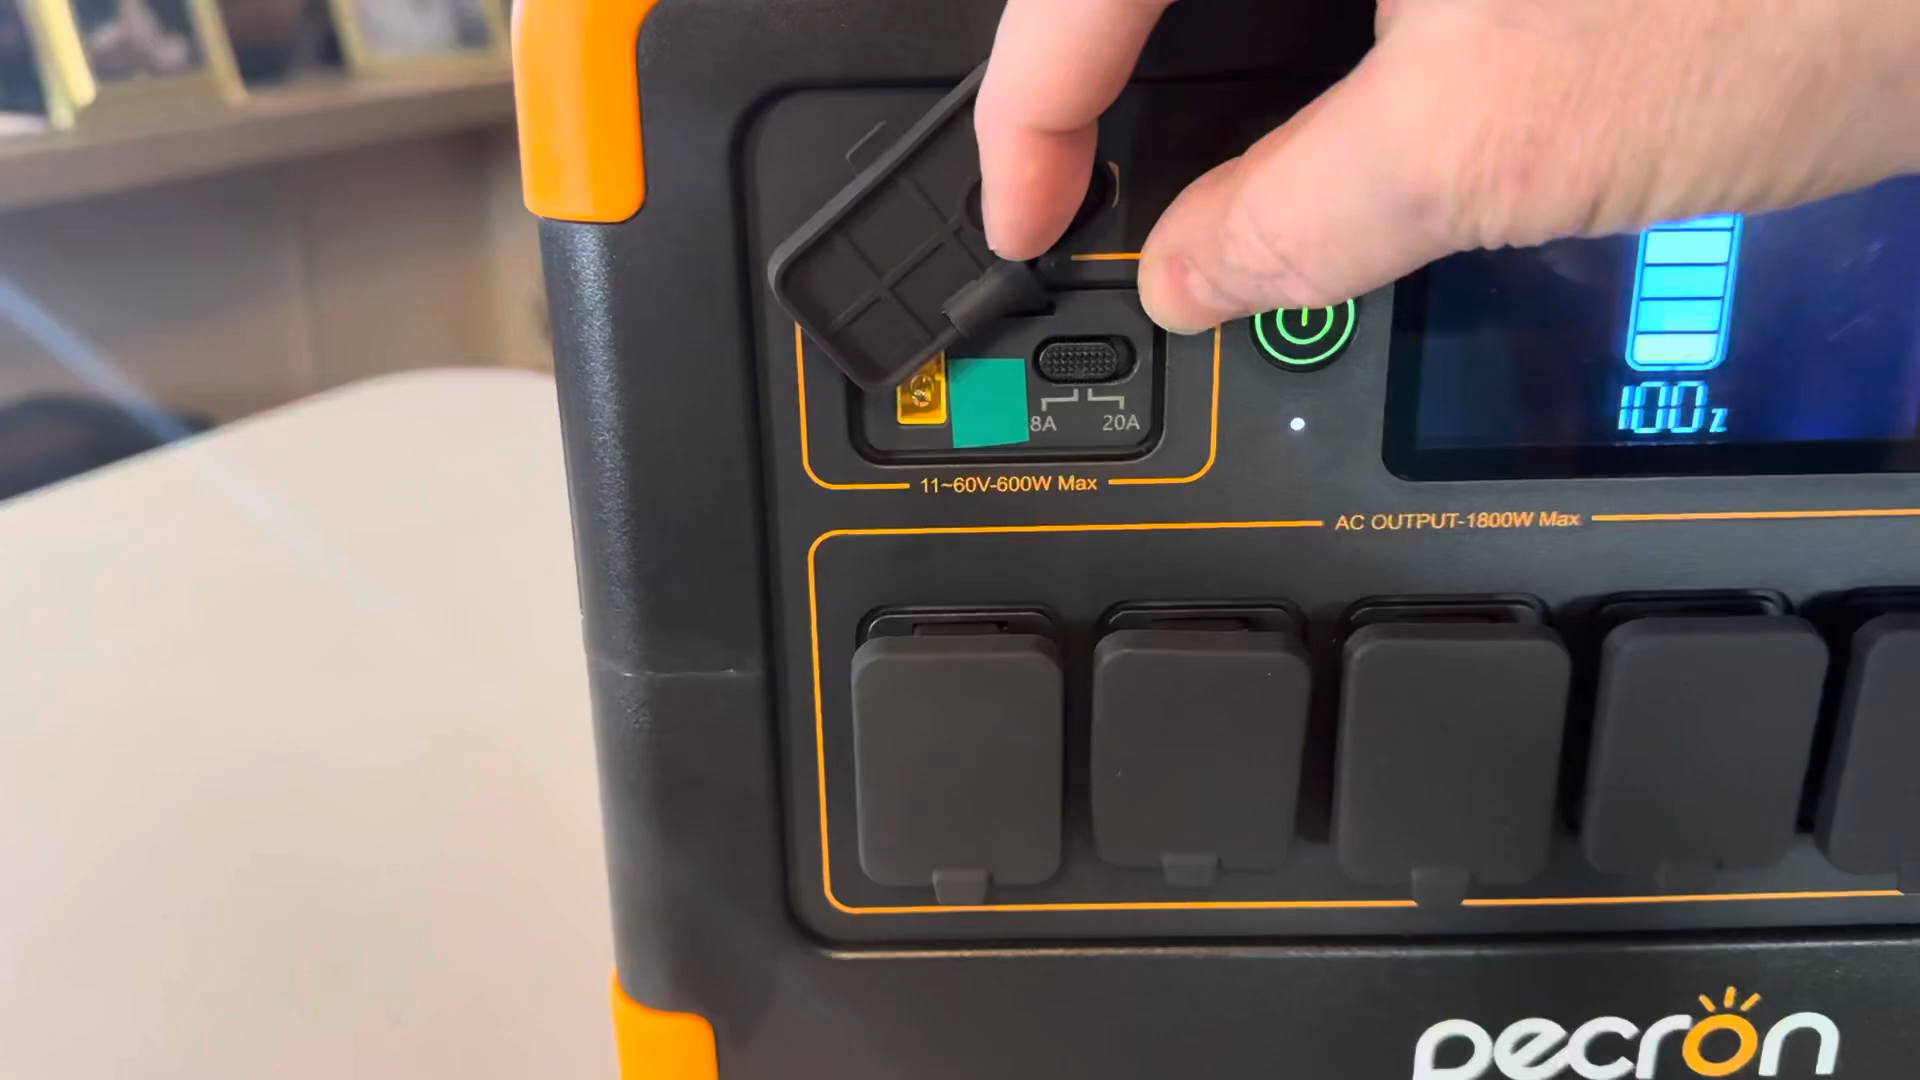 100%
8A 20A
11~60V-600W Max
AC OUTPUT-1800W Max
pecron